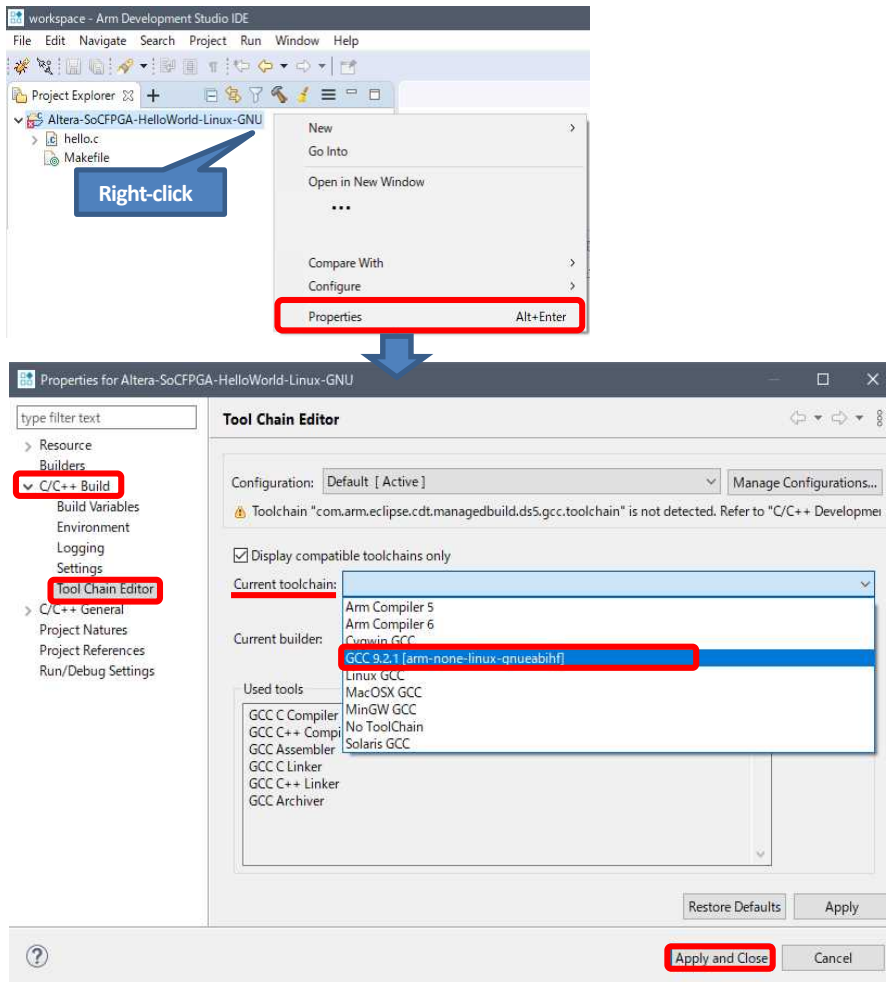 workspace - Arm Development Studio IDE
File Edit Navigate Search Project Run Window Help
Project Explorer
Altera-SoCFPGA-HelloWorld-Linux-GNU
hello.c
Makefile
Right-click
New
Go Into
Open in New Window
...
Compare With
Configure
Properties Alt+Enter
Properties for Altera-SoCFPGA-HelloWorld-Linux-GNU
type filter text
Resource
Builders
C/C++ Build
Build Variables
Environment
Logging
Settings
Tool Chain Editor
C/C++ General
Project Natures
Project References
Run/Debug Settings
Tool Chain Editor
Configuration: Default [ Active ] Manage Configurations...
Toolchain "com.arm.eclipse.cdt.managedbuild.ds5.gcc.toolchain" is not detected. Refer to "C/C++ Developmen
Display compatible toolchains only
Current toolchain:
Arm Compiler 5
Arm Compiler 6
Cygwin GCC
GCC 9.2.1 [arm-none-linux-gnueabihf]
Linux GCC
MacOSX GCC
MinGW GCC
No ToolChain
Solaris GCC
Current builder:
Used tools
GCC C Compiler
GCC C++ Compi
GCC Assembler
GCC C Linker
GCC C++ Linker
GCC Archiver
Restore Defaults Apply
? Apply and Close Cancel